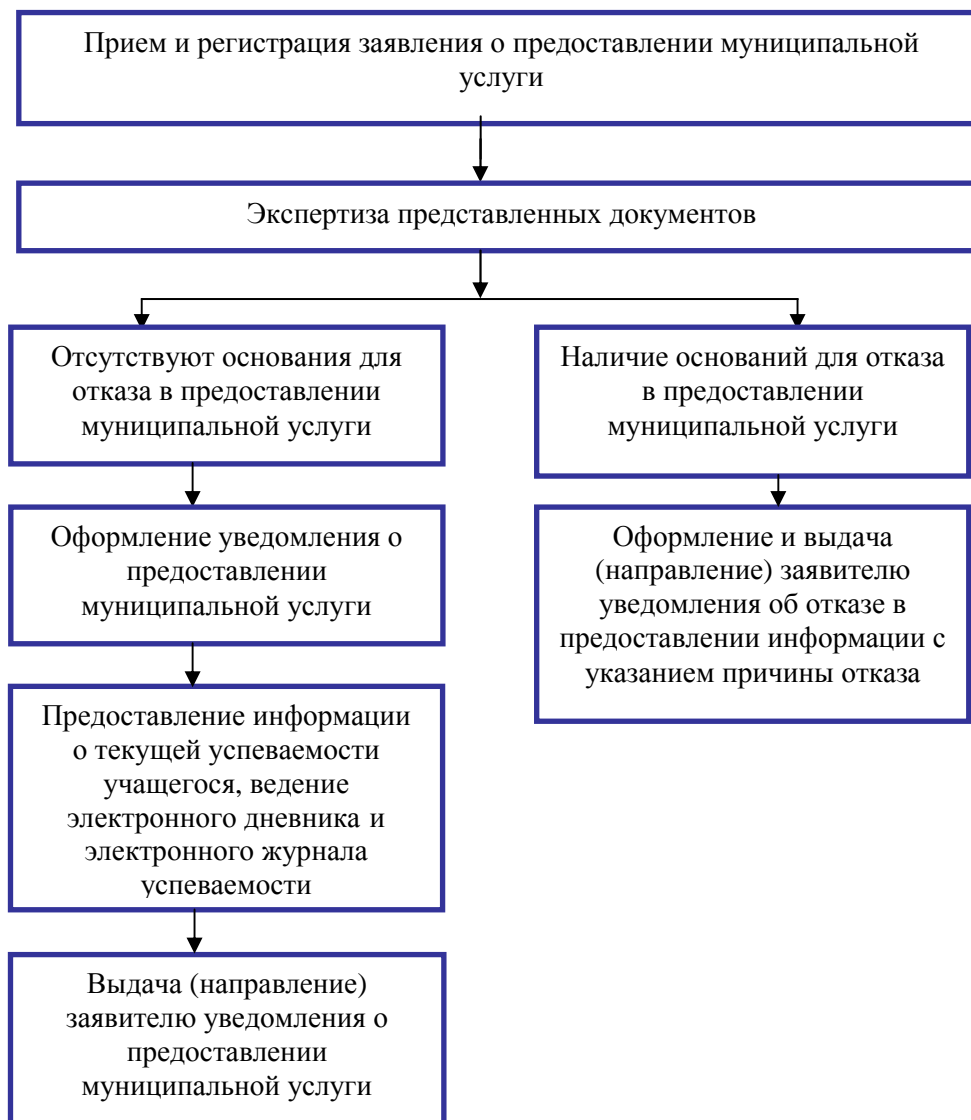 Прием и регистрация заявления о предоставлении муниципальной
услуги
Экспертиза представленных документов
Отсутствуют основания для
отказа в предоставлении
муниципальной услуги
Наличие оснований для отказа
в предоставлении
муниципальной услуги
Оформление уведомления о
предоставлении
муниципальной услуги
Оформление и выдача
(направление) заявителю
уведомления об отказе в
предоставлении информации с
указанием причины отказа
Предоставление информации
о текущей успеваемости
учащегося, ведение
электронного дневника и
электронного журнала
успеваемости
Выдача (направление)
заявителю уведомления о
предоставлении
муниципальной услуги